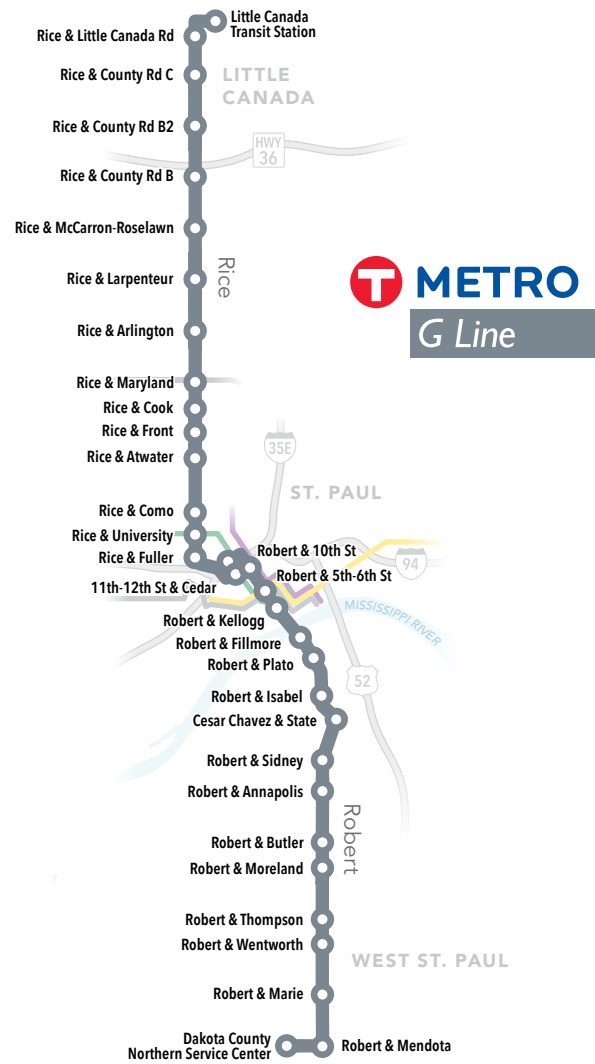 Little Canada
Transit Station
Rice & Little Canada Rd
Rice & County Rd C
LITTLE
CANADA
Rice & County Rd B2
HWY
36
Rice & County Rd B
Rice & McCarron-Roselawn
Rice
Rice & Larpenteur
T METRO
G Line
Rice & Arlington
Rice & Maryland
Rice & Cook
Rice & Front
Rice & Atwater
35E
ST. PAUL
Rice & Como
Rice & University
Rice & Fuller
Robert & 10th St
94
Robert & 5th-6th St
11th-12th St & Cedar
MISSISSIPPI RIVER
Robert & Kellogg
Robert & Fillmore
Robert & Plato
52
Robert & Isabel
Cesar Chavez & State
Robert & Sidney
Robert & Annapolis
Robert
Robert & Butler
Robert & Moreland
Robert & Thompson
Robert & Wentworth
WEST ST. PAUL
Robert & Marie
Dakota County
Northern Service Center
Robert & Mendota